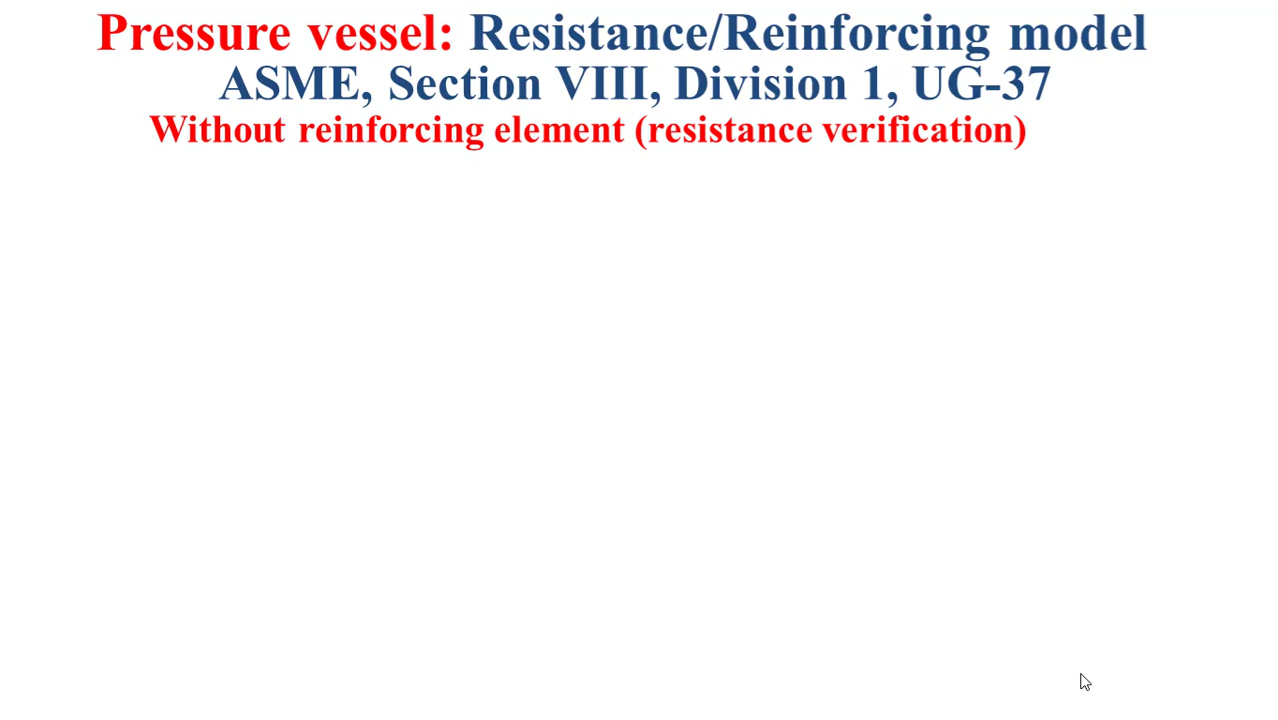 Pressure vessel: Resistance/Reinforcing model
ASME, Section VIII, Division 1, UG-37
Without reinforcing element (resistance verification)